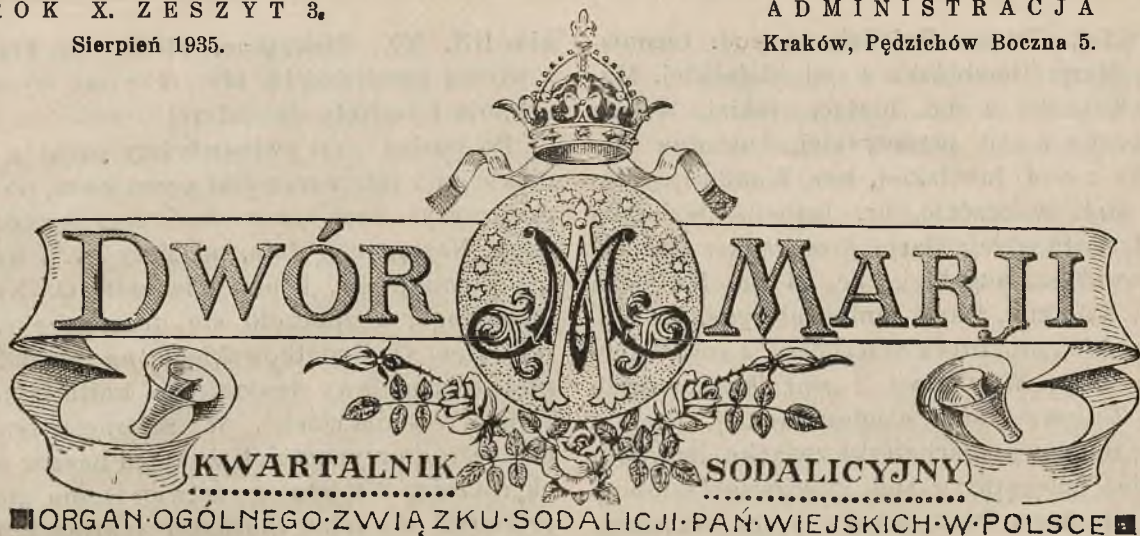 ROK X. ZESZYT 3.
Sierpień 1935.
ADMINISTRACJA
Kraków, Pędzichów Boczna 5.
DWÓR MARJI
KWARTALNIK SODALICYJNY
ORGAN·OGÓLNEGO·ZWIĄZKU·SODALICJI·PAŃ·WIEJSKICH·W·POLSCE